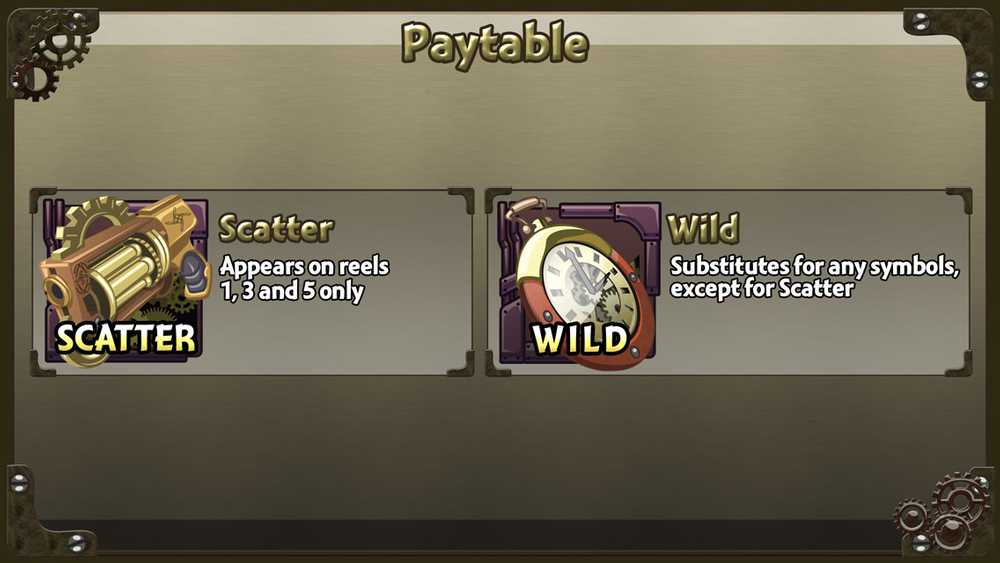 Paytable
Scatter
Appears on reels
1, 3 and 5 only
SCATTER
Wild
Substitutes for any symbols,
except for Scatter
WILD